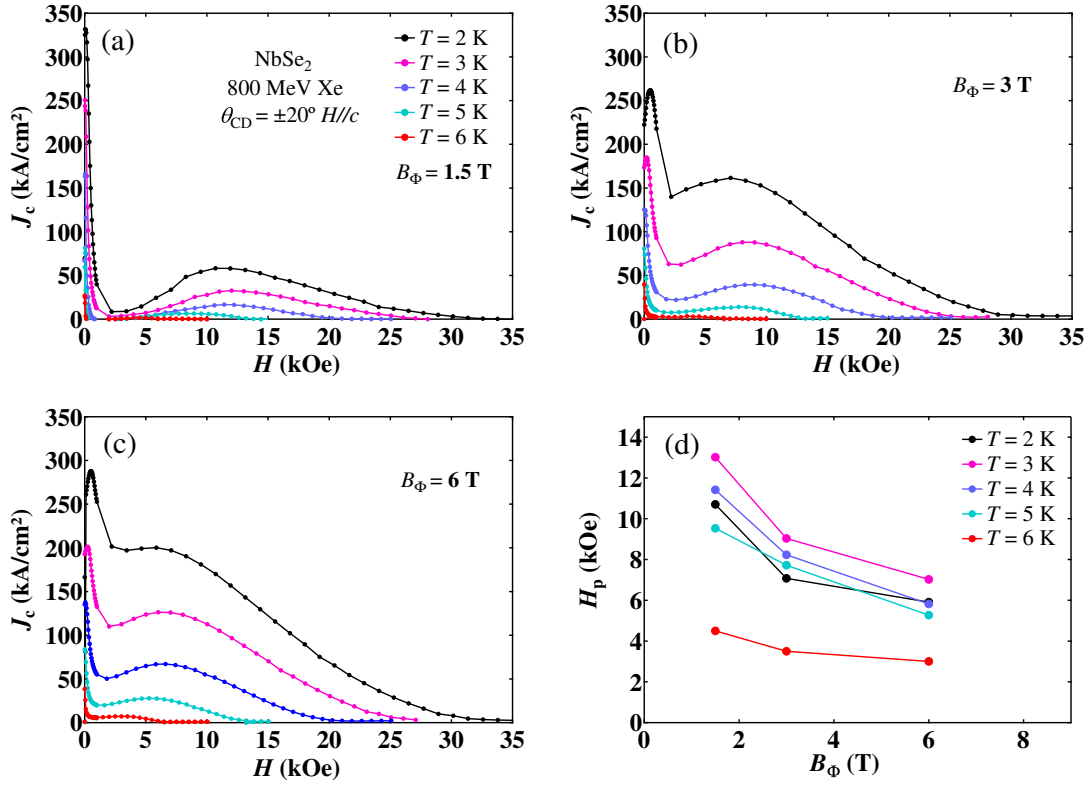 (a)
NbSe₂
800 MeV Xe
θ_CD = ±20º H//c
T = 2 K
T = 3 K
T = 4 K
T = 5 K
T = 6 K
B_Φ = 1.5 T
350
300
250
200
150
100
50
0
J_c (kA/cm²)
0 5 10 15 20 25 30 35
H (kOe)
(b)
B_Φ = 3 T
350
300
250
200
150
100
50
0
J_c (kA/cm²)
0 5 10 15 20 25 30 35
H (kOe)
(c)
B_Φ = 6 T
350
300
250
200
150
100
50
0
J_c (kA/cm²)
0 5 10 15 20 25 30 35
H (kOe)
(d)
T = 2 K
T = 3 K
T = 4 K
T = 5 K
T = 6 K
14
12
10
8
6
4
2
0
H_p (kOe)
0 2 4 6 8
B_Φ (T)